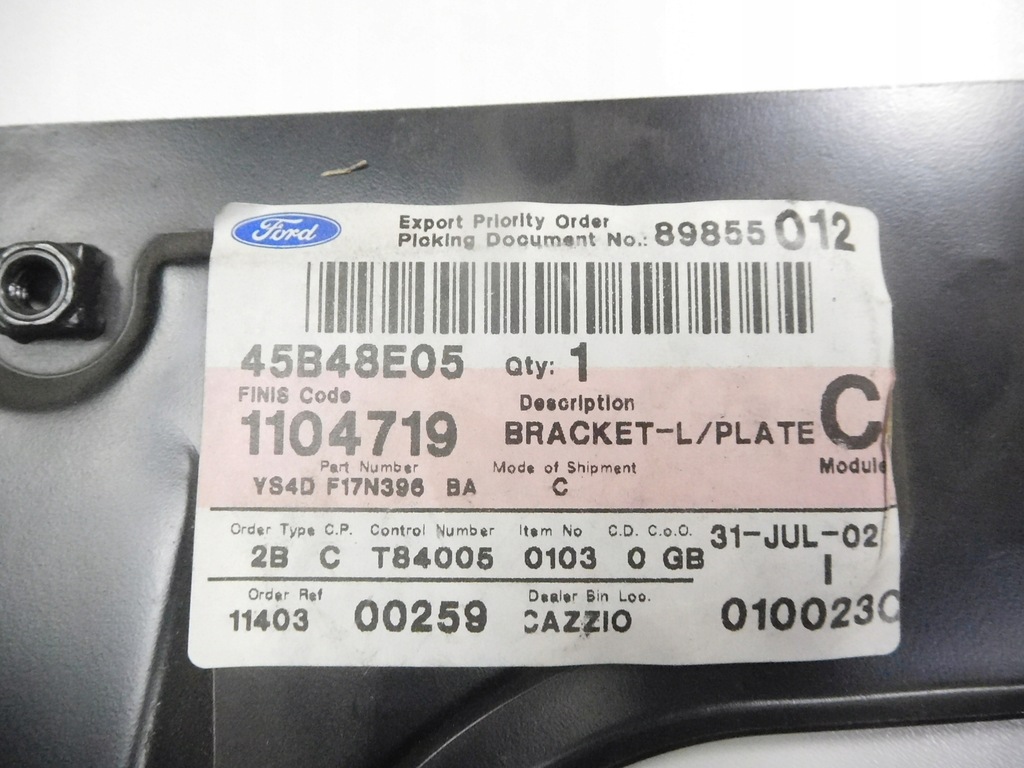 Ford
Export Priority Order
Picking Document No.: 89855 012
45B48E05 Qty: 1
FINIS Code Description
1104719 BRACKET-L/PLATE C
Part Number Mode of Shipment Module
YS4D F17N396 BA C
Order Type C.P. Control Number Item No C.D. C.o.O. 31-JUL-02
2B C T84005 0103 0 GB I
Order Ref Dealer Bin Loc.
11403 00259 CAZZIO 010023C